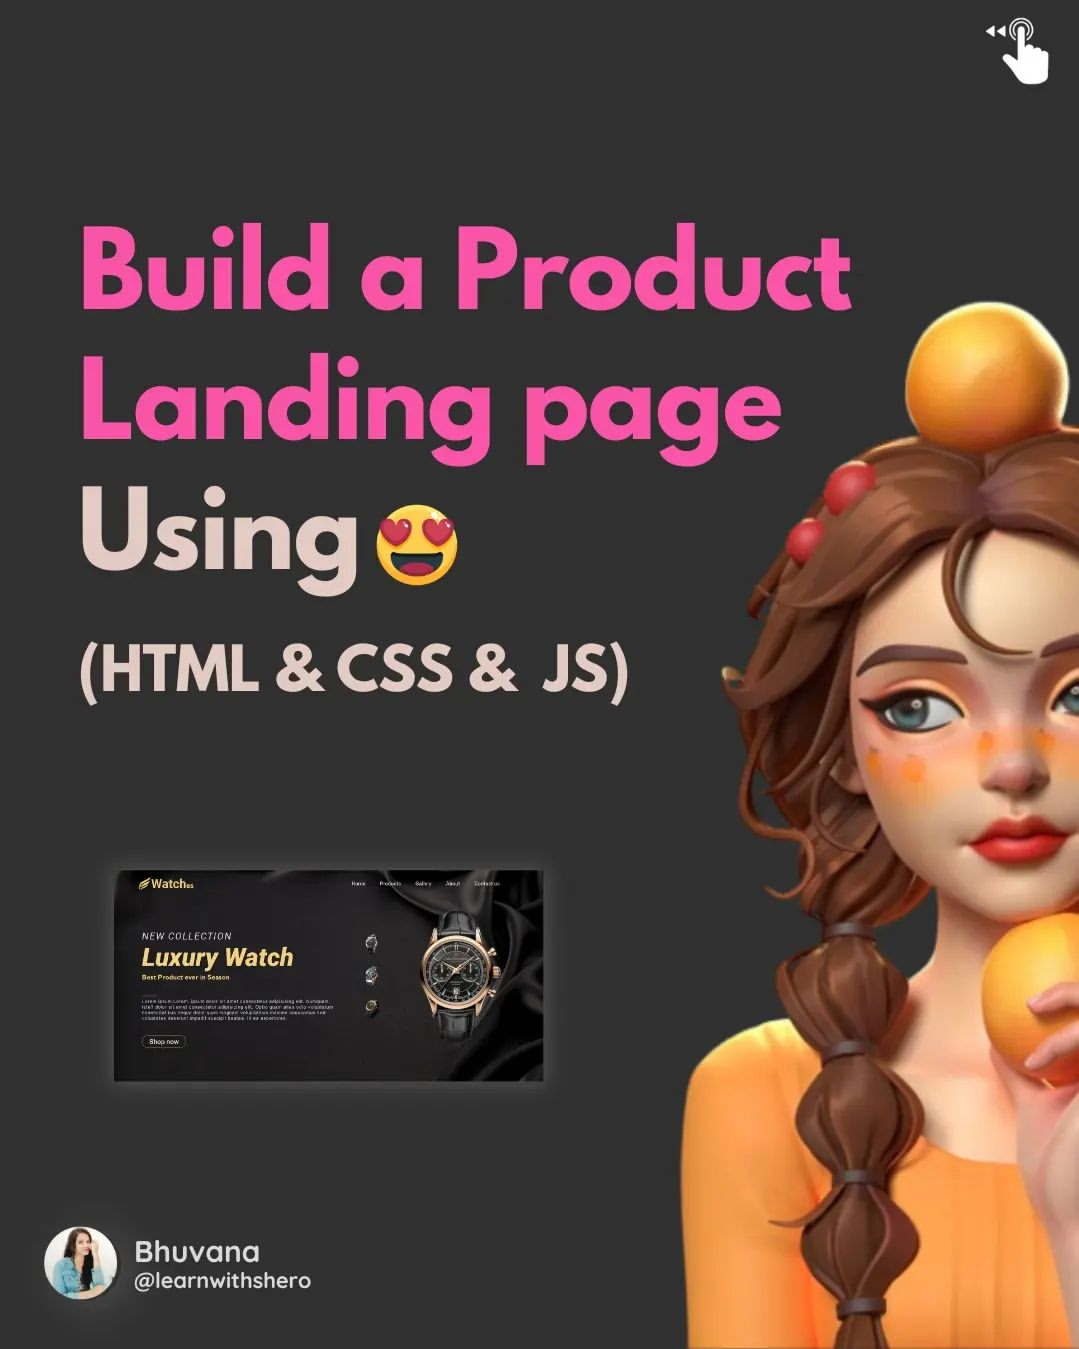 Build a Product
Landing page
Using
(HTML & CSS & JS)
Watches
Home Products Gallery About Contact us
NEW COLLECTION
Luxury Watch
Best Product ever in Season
Shop now
Bhuvana
@learnwithshero